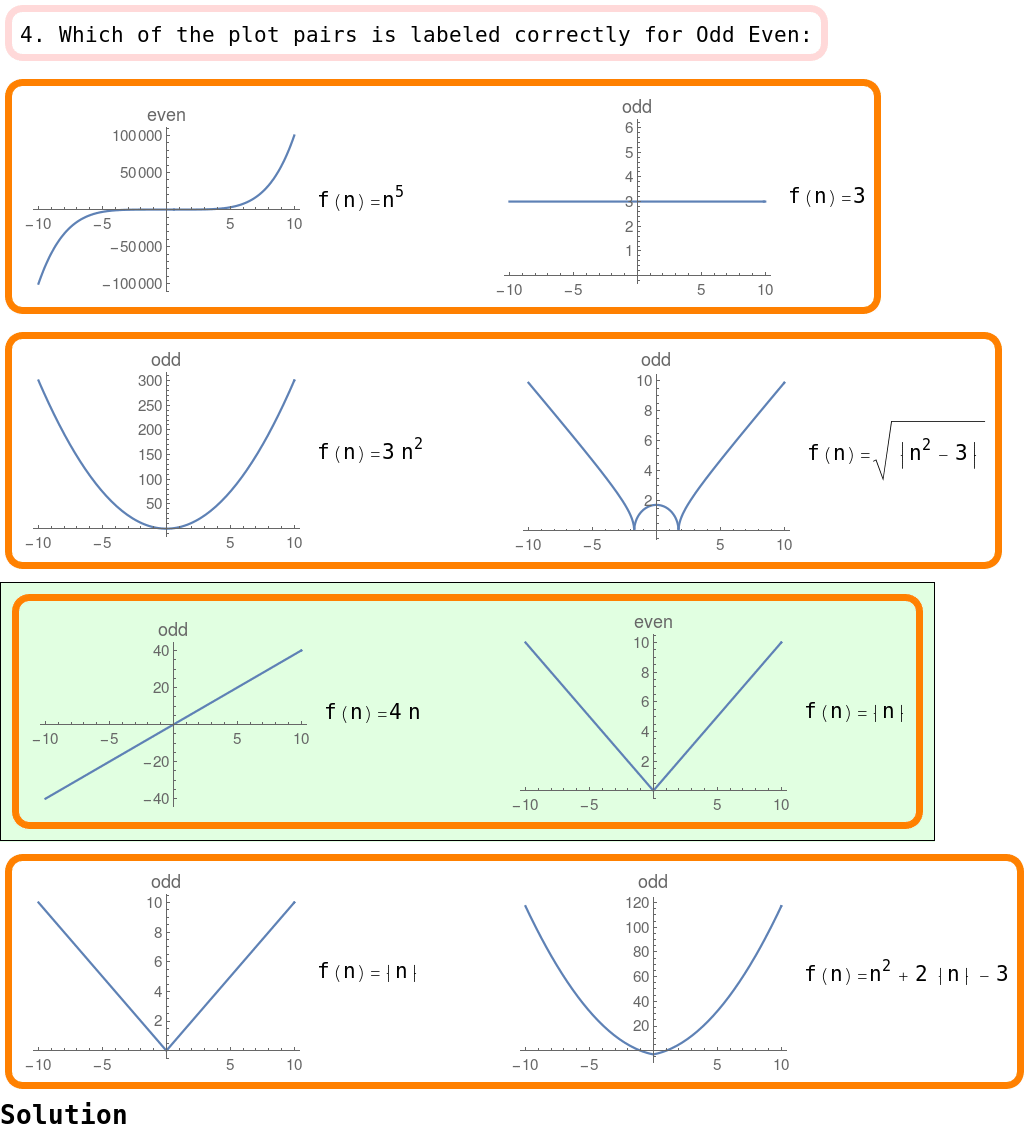 4. Which of the plot pairs is labeled correctly for Odd Even:
even
100 000
50 000
-10 -5 5 10
-50 000
-100 000
f(n)=n^5
odd
6
5
4
3
2
1
-10 -5 5 10
f(n)=3
odd
300
250
200
150
100
50
-10 -5 5 10
f(n)=3 n^2
odd
10
8
6
4
2
-10 -5 5 10
f(n)=√|n^2 - 3|
odd
40
20
-10 -5 5 10
-20
-40
f(n)=4 n
even
10
8
6
4
2
-10 -5 5 10
f(n)=|n|
odd
10
8
6
4
2
-10 -5 5 10
f(n)=|n|
odd
120
100
80
60
40
20
-10 -5 5 10
f(n)=n^2 + 2 |n| - 3
Solution